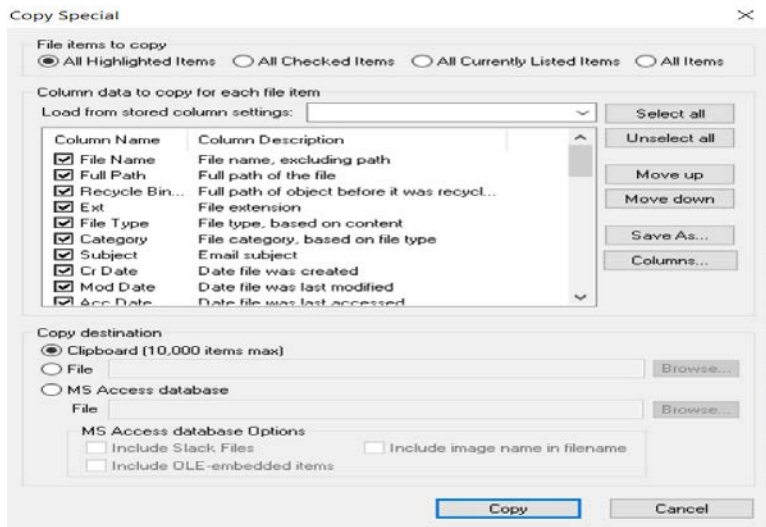 Copy Special
File items to copy
All Highlighted Items All Checked Items All Currently Listed Items All Items
Column data to copy for each file item
Load from stored column settings: Select all
Column Name Column Description Unselect all
File Name File name, excluding path
Full Path Full path of the file Move up
Recycle Bin... Full path of object before it was recycl...
Ext File extension Move down
File Type File type, based on content
Category File category, based on file type Save As...
Subject Email subject
Cr Date Date file was created Columns...
Mod Date Date file was last modified
Acc Date Date file was last accessed
Copy destination
Clipboard (10,000 items max)
File Browse...
MS Access database
File Browse...
MS Access database Options
Include Slack Files Include image name in filename
Include OLE-embedded items
Copy Cancel